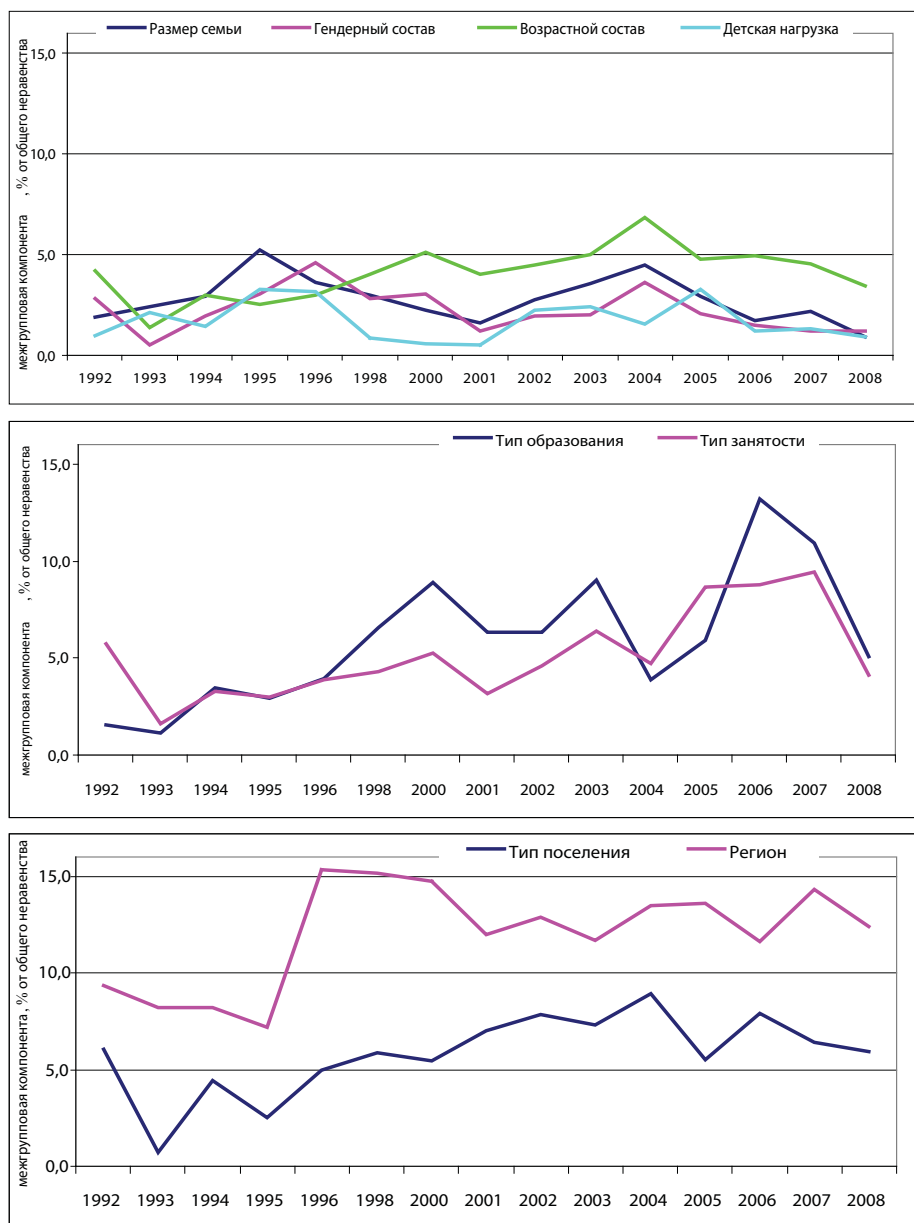 Размер семьи Гендерный состав Возрастной состав Детская нагрузка
межгрупповая компонента , % от общего неравенства
15,0
10,0
5,0
0,0
1992 1993 1994 1995 1996 1998 2000 2001 2002 2003 2004 2005 2006 2007 2008
Тип образования Тип занятости
межгрупповая компонента , % от общего неравенства
15,0
10,0
5,0
0,0
1992 1993 1994 1995 1996 1998 2000 2001 2002 2003 2004 2005 2006 2007 2008
Тип поселения Регион
межгрупповая компонента, % от общего неравенства
15,0
10,0
5,0
0,0
1992 1993 1994 1995 1996 1998 2000 2001 2002 2003 2004 2005 2006 2007 2008